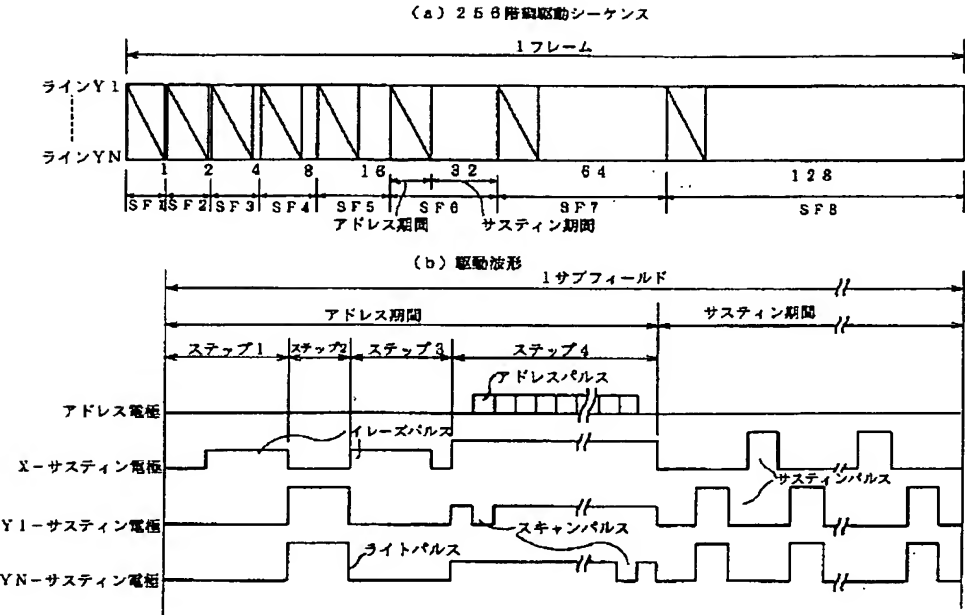 (a) 256階調駆動シーケンス
1フレーム
ラインY1
ラインYN
1 2 4 8 16 32 64 128
SF1 SF2 SF3 SF4 SF5 SF6 SF7 SF8
アドレス期間 サスティン期間
(b) 駆動波形
1サブフィールド
アドレス期間 サスティン期間
ステップ1 ステップ2 ステップ3 ステップ4
アドレスパルス
アドレス電極
イレーズパルス
X-サスティン電極
サスティンパルス
Y1-サスティン電極
スキャンパルス
ライトパルス
YN-サスティン電極